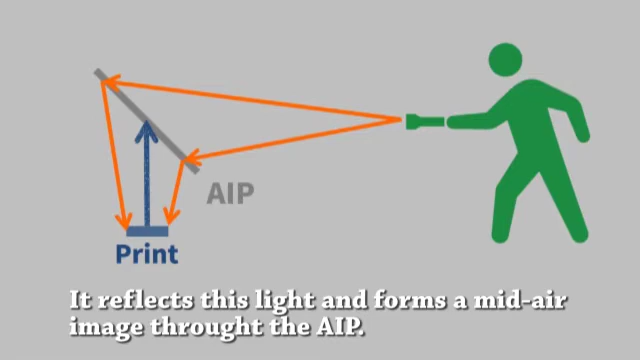 AIP
Print
It reflects this light and forms a mid-air
image throught the AIP.